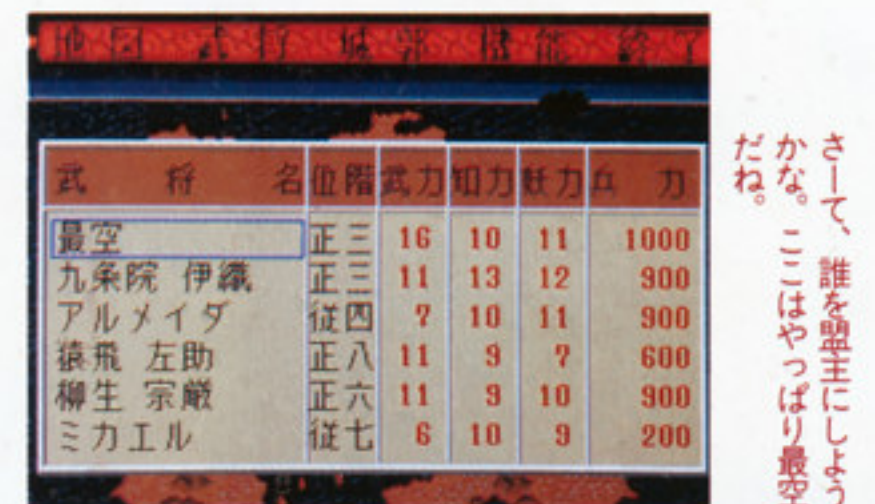 地図 武将 城郭 機能 終了
武将名 位階 武力 知力 妖力 兵力
最空 正三 16 10 11 1000
九条院 伊織 正三 11 13 12 900
アルメイダ 従四 7 10 11 900
猿飛 左助 正八 11 9 7 600
柳生 宗厳 正六 11 9 10 900
ミカエル 従七 6 10 9 200
さーて、誰を盟主にしよう
かな。ここはやっぱり最空
だね。